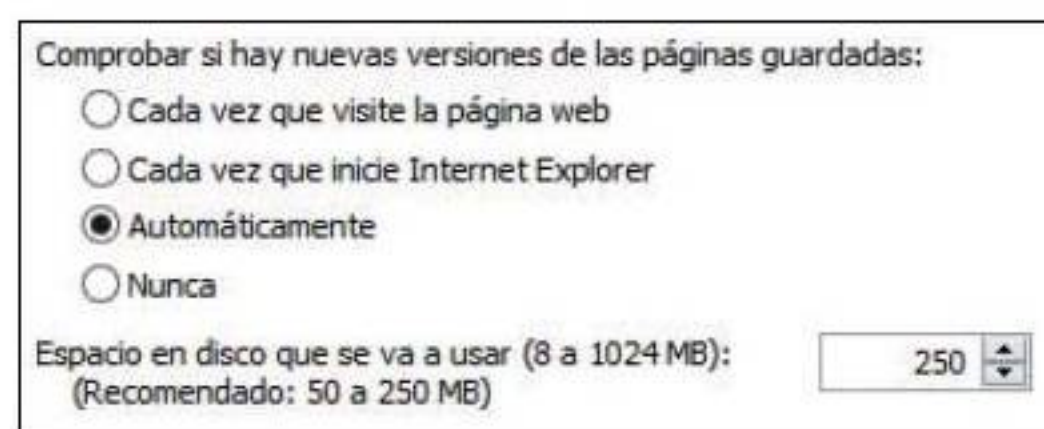 Comprobar si hay nuevas versiones de las páginas guardadas:
Cada vez que visite la página web
Cada vez que inicie Internet Explorer
Automáticamente
Nunca
Espacio en disco que se va a usar (8 a 1024 MB): 250
(Recomendado: 50 a 250 MB)